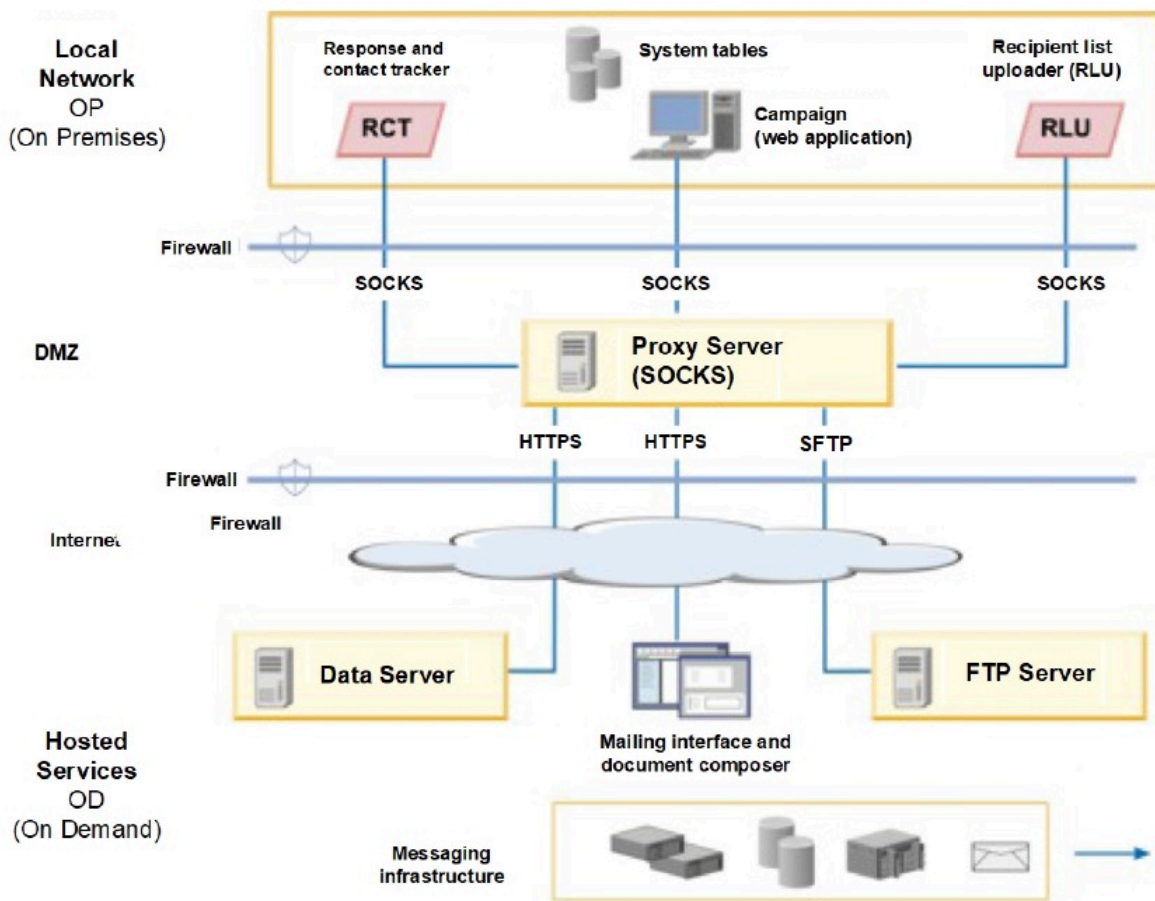 Local
Network
OP
(On Premises)
Response and
contact tracker
RCT
System tables
Campaign
(web application)
Recipient list
uploader (RLU)
RLU
Firewall
SOCKS
SOCKS
SOCKS
DMZ
Proxy Server
(SOCKS)
HTTPS
HTTPS
SFTP
Firewall
Firewall
Internet
Data Server
FTP Server
Mailing interface and
document composer
Hosted
Services
OD
(On Demand)
Messaging
infrastructure